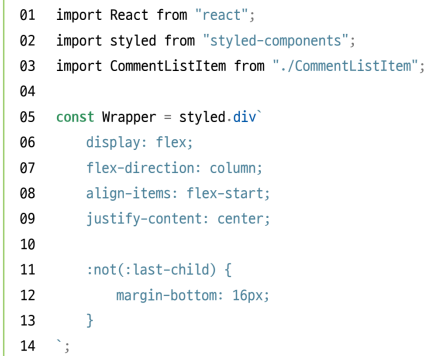 01 import React from "react";
02 import styled from "styled-components";
03 import CommentListItem from "./CommentListItem";
04
05 const Wrapper = styled.div`
06     display: flex;
07     flex-direction: column;
08     align-items: flex-start;
09     justify-content: center;
10
11     :not(:last-child) {
12         margin-bottom: 16px;
13     }
14 `;